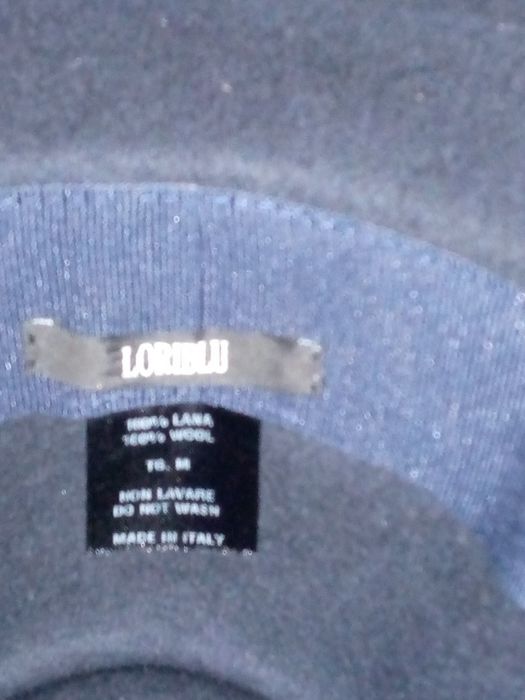 LORIBLU
100% LANA
100% WOOL
TG. M
NON LAVARE
DO NOT WASH
MADE IN ITALY